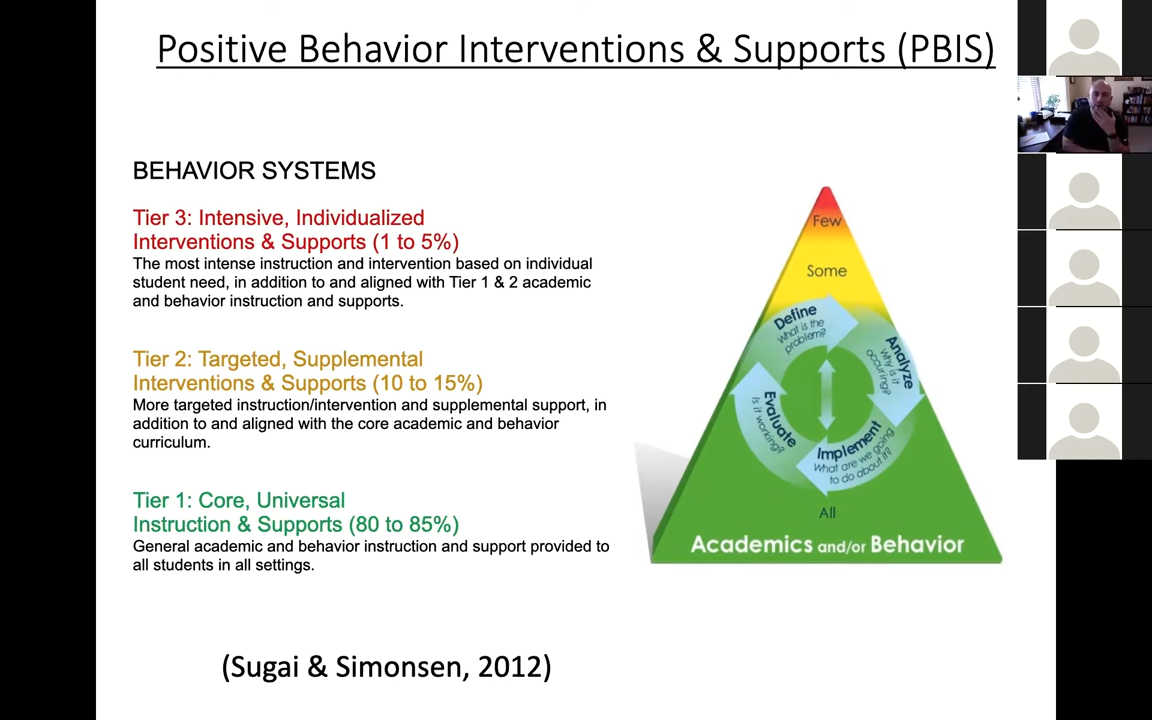 Positive Behavior Interventions & Supports (PBIS)
BEHAVIOR SYSTEMS
Tier 3: Intensive, Individualized
Interventions & Supports (1 to 5%)
The most intense instruction and intervention based on individual
student need, in addition to and aligned with Tier 1 & 2 academic
and behavior instruction and supports.
Tier 2: Targeted, Supplemental
Interventions & Supports (10 to 15%)
More targeted instruction/intervention and supplemental support, in
addition to and aligned with the core academic and behavior
curriculum.
Tier 1: Core, Universal
Instruction & Supports (80 to 85%)
General academic and behavior instruction and support provided to
all students in all settings.
(Sugai & Simonsen, 2012)
Few
Some
Define
What is the
problem?
Analyze
Why is it
occuring?
Implement
What are we going
to do about it?
Evaluate
Is it working?
All
Academics and/or Behavior